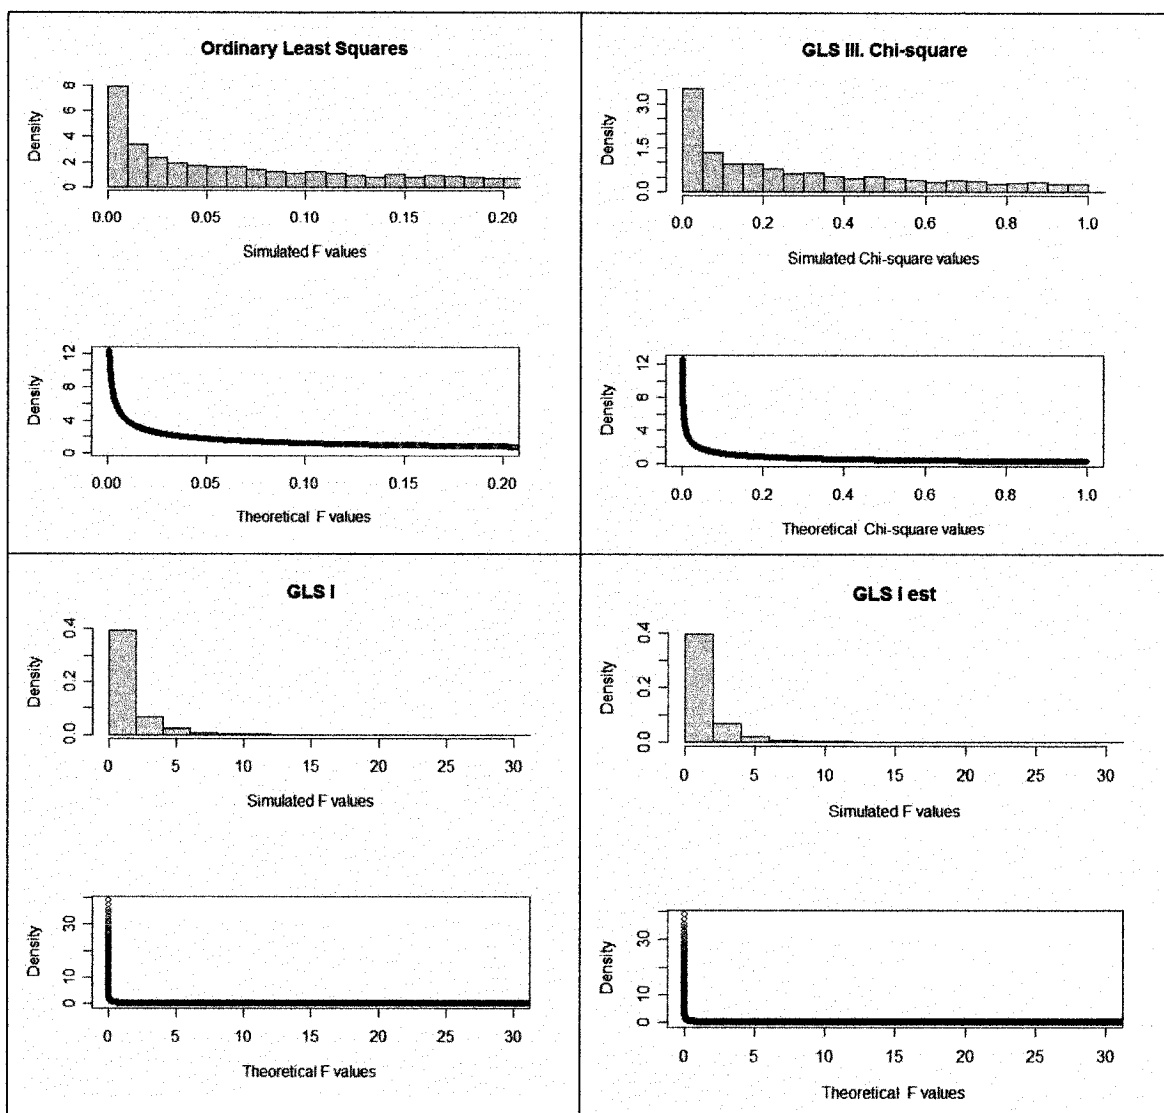 Ordinary Least Squares
Density
0 2 4 6 8
0.00 0.05 0.10 0.15 0.20
Simulated F values
Density
0 4 8 12
0.00 0.05 0.10 0.15 0.20
Theoretical F values
GLS III. Chi-square
Density
0.0 1.5 3.0
0.0 0.2 0.4 0.6 0.8 1.0
Simulated Chi-square values
Density
0 4 8 12
0.0 0.2 0.4 0.6 0.8 1.0
Theoretical Chi-square values
GLS I
Density
0.0 0.2 0.4
0 5 10 15 20 25 30
Simulated F values
Density
0 10 30
0 5 10 15 20 25 30
Theoretical F values
GLS I est
Density
0.0 0.2 0.4
0 5 10 15 20 25 30
Simulated F values
Density
0 10 30
0 5 10 15 20 25 30
Theoretical F values